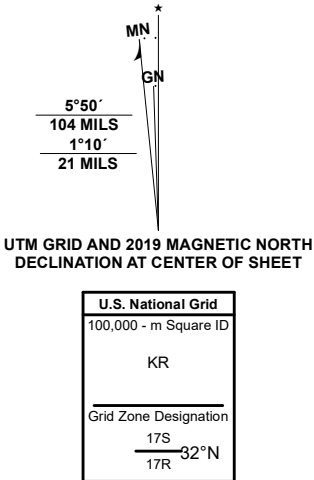 ★
MN
GN
5°50´
104 MILS
1°10´
21 MILS
UTM GRID AND 2019 MAGNETIC NORTH
DECLINATION AT CENTER OF SHEET
U.S. National Grid
100,000 - m Square ID
KR
Grid Zone Designation
17S
32°N
17R